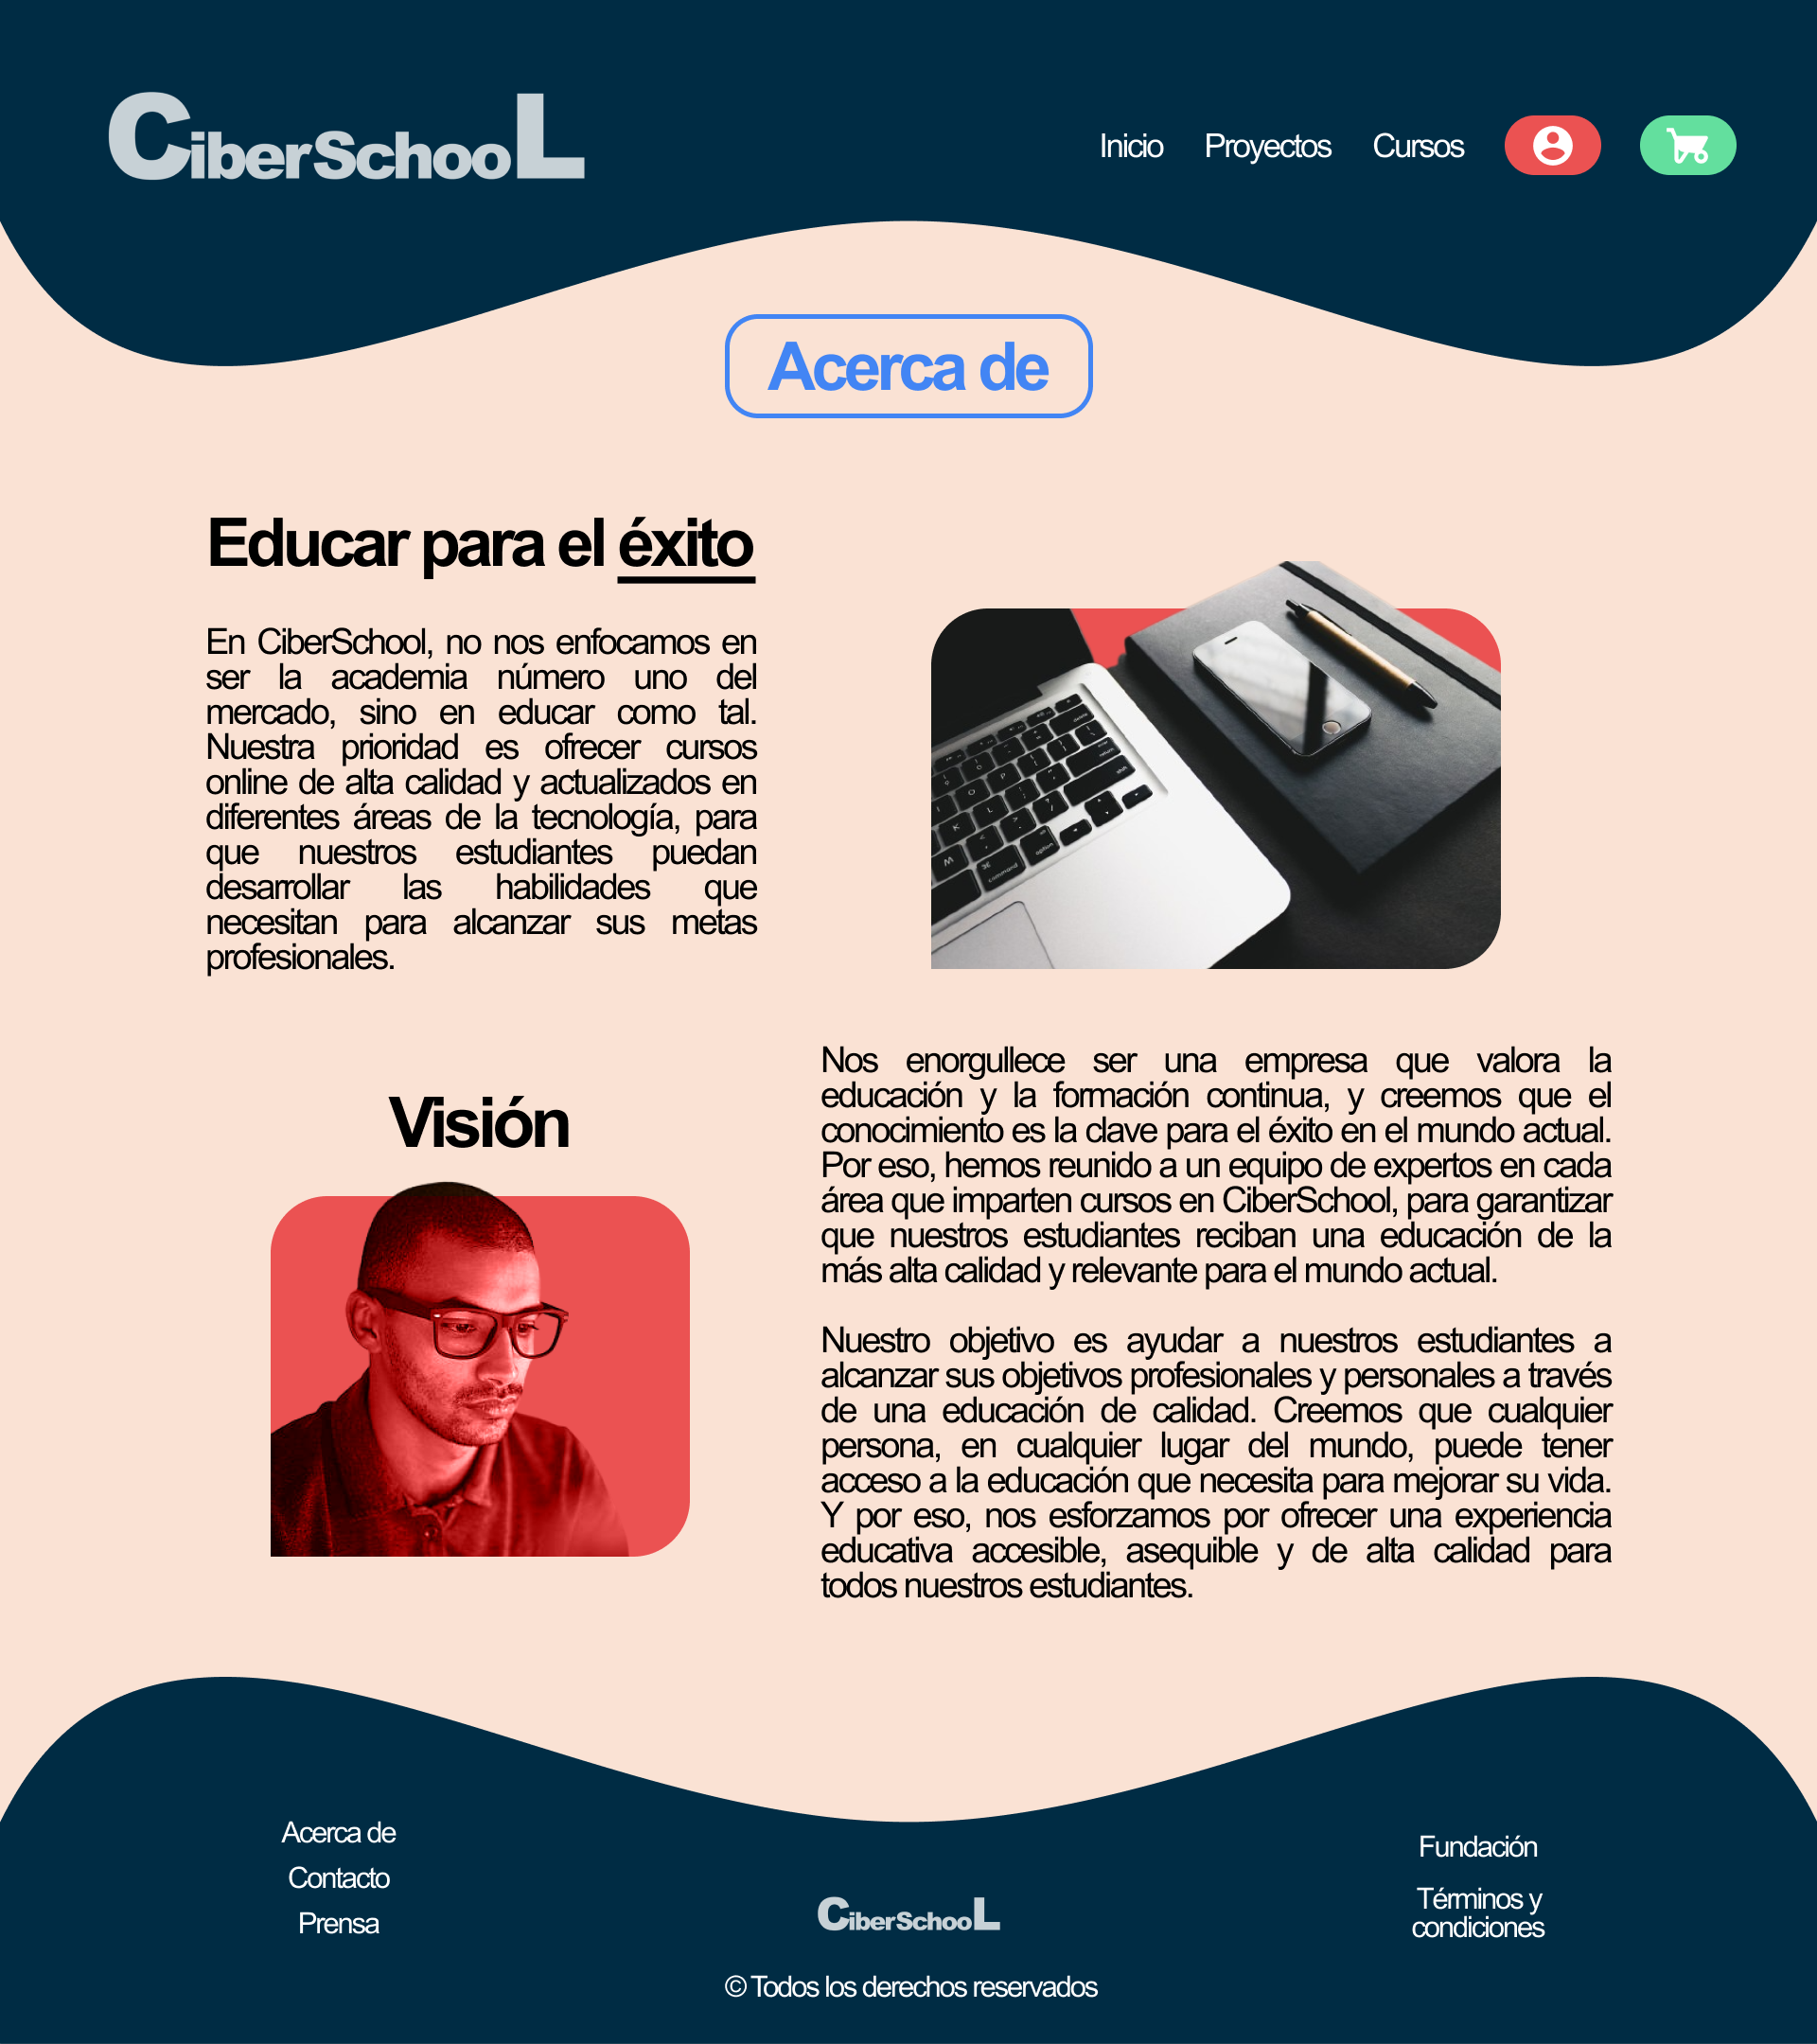 CiberSchooL
Inicio Proyectos Cursos
Acerca de
Educar para el éxito
En CiberSchool, no nos enfocamos en
ser la academia número uno del
mercado, sino en educar como tal.
Nuestra prioridad es ofrecer cursos
online de alta calidad y actualizados en
diferentes áreas de la tecnología, para
que nuestros estudiantes puedan
desarrollar las habilidades que
necesitan para alcanzar sus metas
profesionales.
Visión
Nos enorgullece ser una empresa que valora la
educación y la formación continua, y creemos que el
conocimiento es la clave para el éxito en el mundo actual.
Por eso, hemos reunido a un equipo de expertos en cada
área que imparten cursos en CiberSchool, para garantizar
que nuestros estudiantes reciban una educación de la
más alta calidad y relevante para el mundo actual.
Nuestro objetivo es ayudar a nuestros estudiantes a
alcanzar sus objetivos profesionales y personales a través
de una educación de calidad. Creemos que cualquier
persona, en cualquier lugar del mundo, puede tener
acceso a la educación que necesita para mejorar su vida.
Y por eso, nos esforzamos por ofrecer una experiencia
educativa accesible, asequible y de alta calidad para
todos nuestros estudiantes.
Acerca de
Contacto
Prensa
CiberSchooL
Fundación
Términos y
condiciones
© Todos los derechos reservados